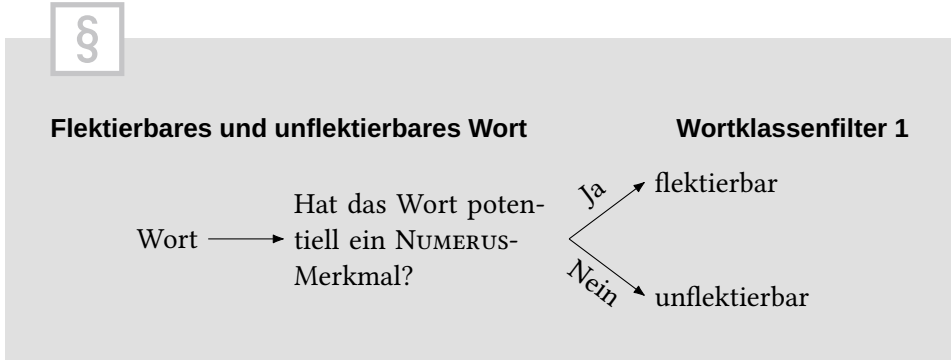 §
Flektierbares und unflektierbares Wort
Wortklassenfilter 1
Wort
Hat das Wort poten-
tiell ein NUMERUS-
Merkmal?
Ja
flektierbar
Nein
unflektierbar